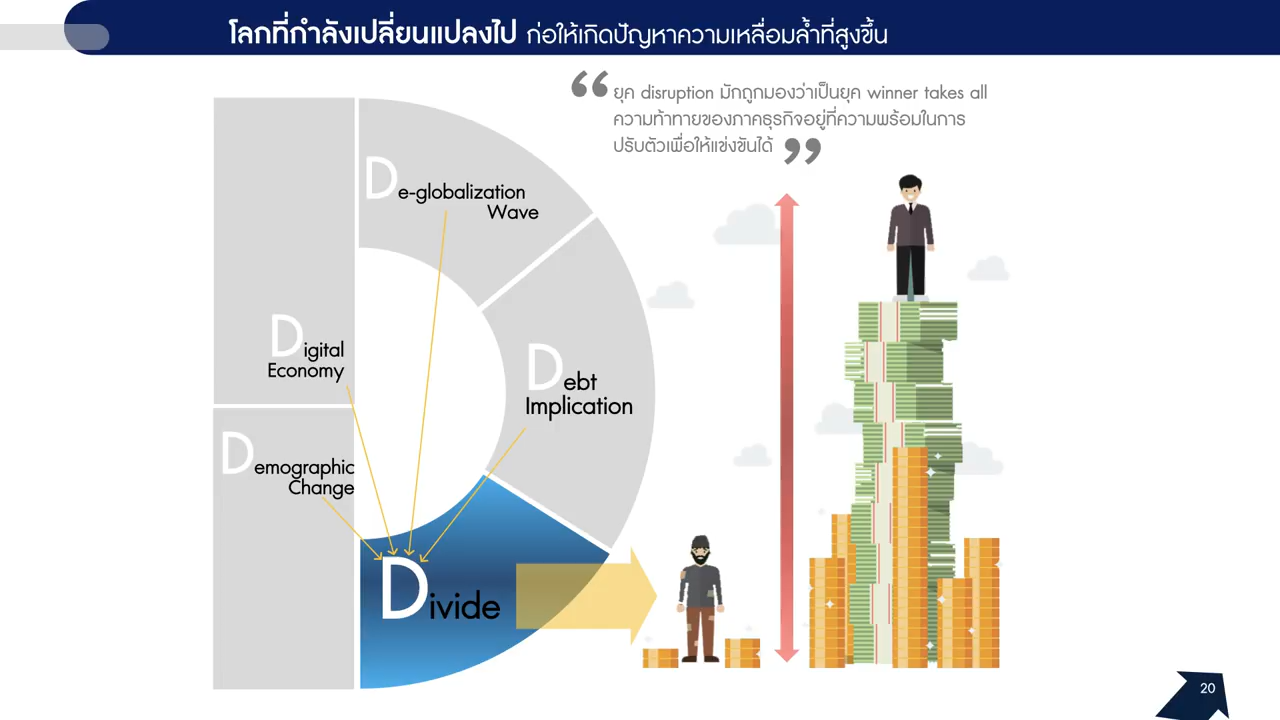 โลกที่กำลังเปลี่ยนแปลงไป ก่อให้เกิดปัญหาความเหลื่อมล้ำที่สูงขึ้น
“ ยุค disruption มักถูกมองว่าเป็นยุค winner takes all
ความท้าทายของภาคธุรกิจอยู่ที่ความพร้อมในการ
ปรับตัวเพื่อให้แข่งขันได้ ”
De-globalization
Wave
Digital
Economy
Debt
Implication
Demographic
Change
Divide
20